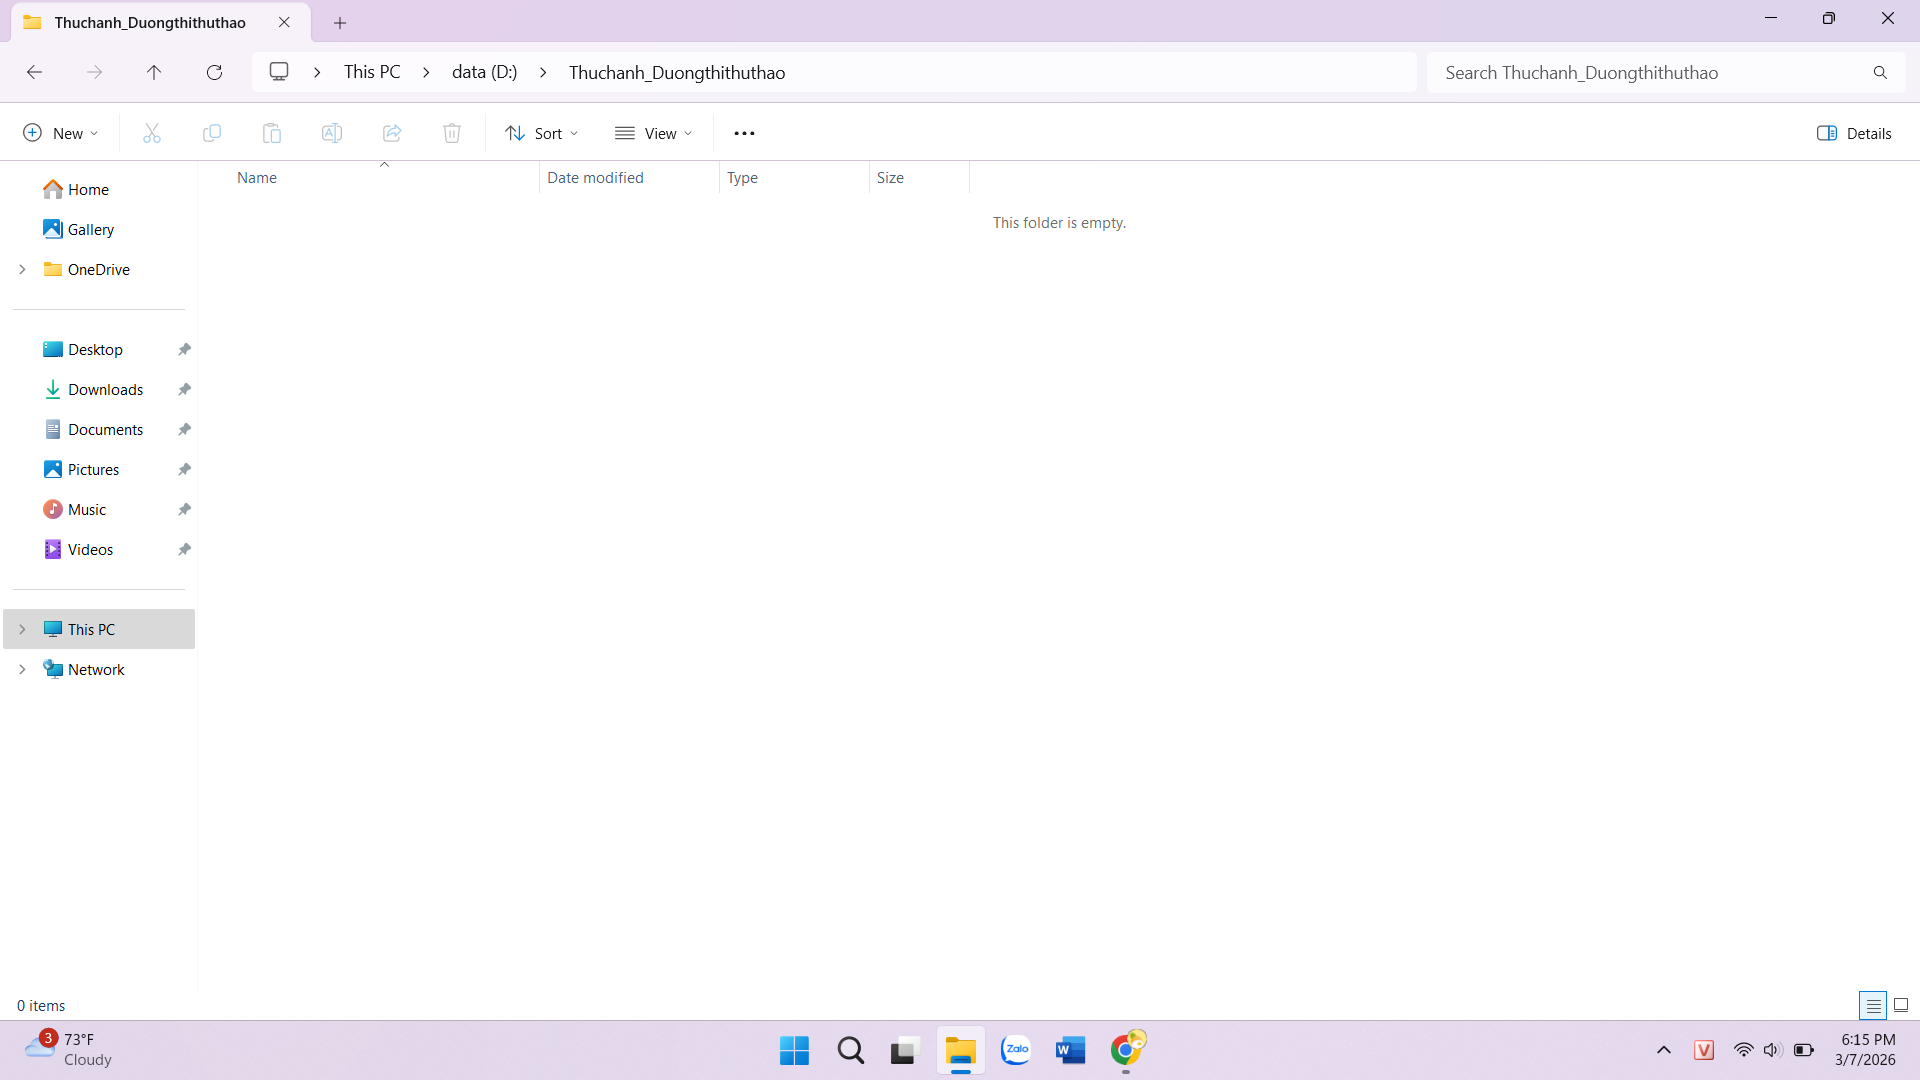 Thuchanh_Duongthithuthao
This PC
data (D:)
Thuchanh_Duongthithuthao
Search Thuchanh_Duongthithuthao
New
Sort
View
Details
Name
Date modified
Type
Size
This folder is empty.
Home
Gallery
OneDrive
Desktop
Downloads
Documents
Pictures
Music
Videos
This PC
Network
0 items
3
73°F
Cloudy
Zalo
W
V
6:15 PM
3/7/2026